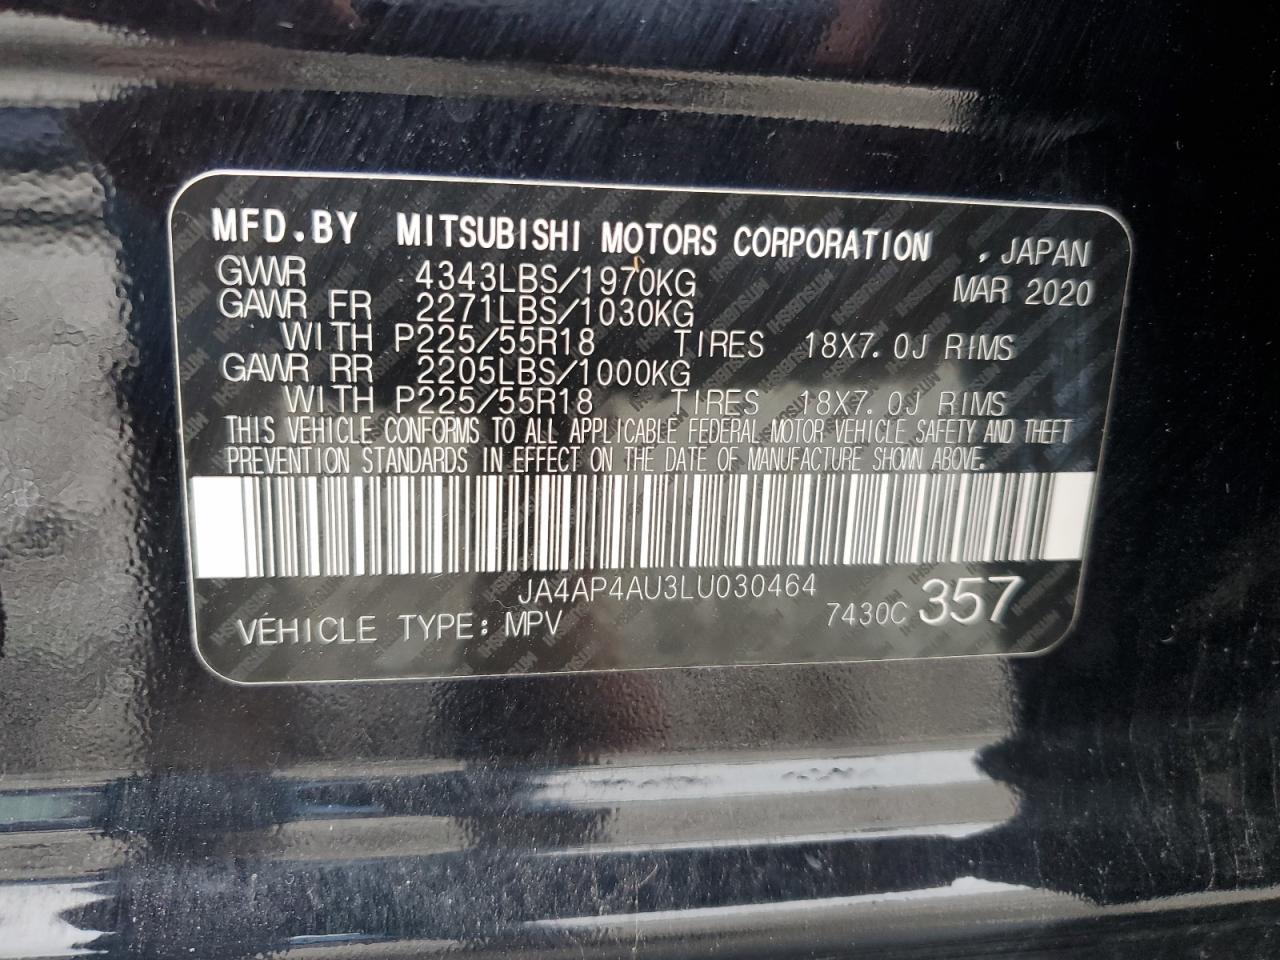 MFD.BY MITSUBISHI MOTORS CORPORATION , JAPAN
GVWR 4343LBS/1970KG MAR 2020
GAWR FR 2271LBS/1030KG
WITH P225/55R18 TIRES 18X7.0J RIMS
GAWR RR 2205LBS/1000KG
WITH P225/55R18 TIRES 18X7.0J RIMS
THIS VEHICLE CONFORMS TO ALL APPLICABLE FEDERAL MOTOR VEHICLE SAFETY AND THEFT
PREVENTION STANDARDS IN EFFECT ON THE DATE OF MANUFACTURE SHOWN ABOVE.
JA4AP4AU3LU030464
VEHICLE TYPE: MPV 7430C 357